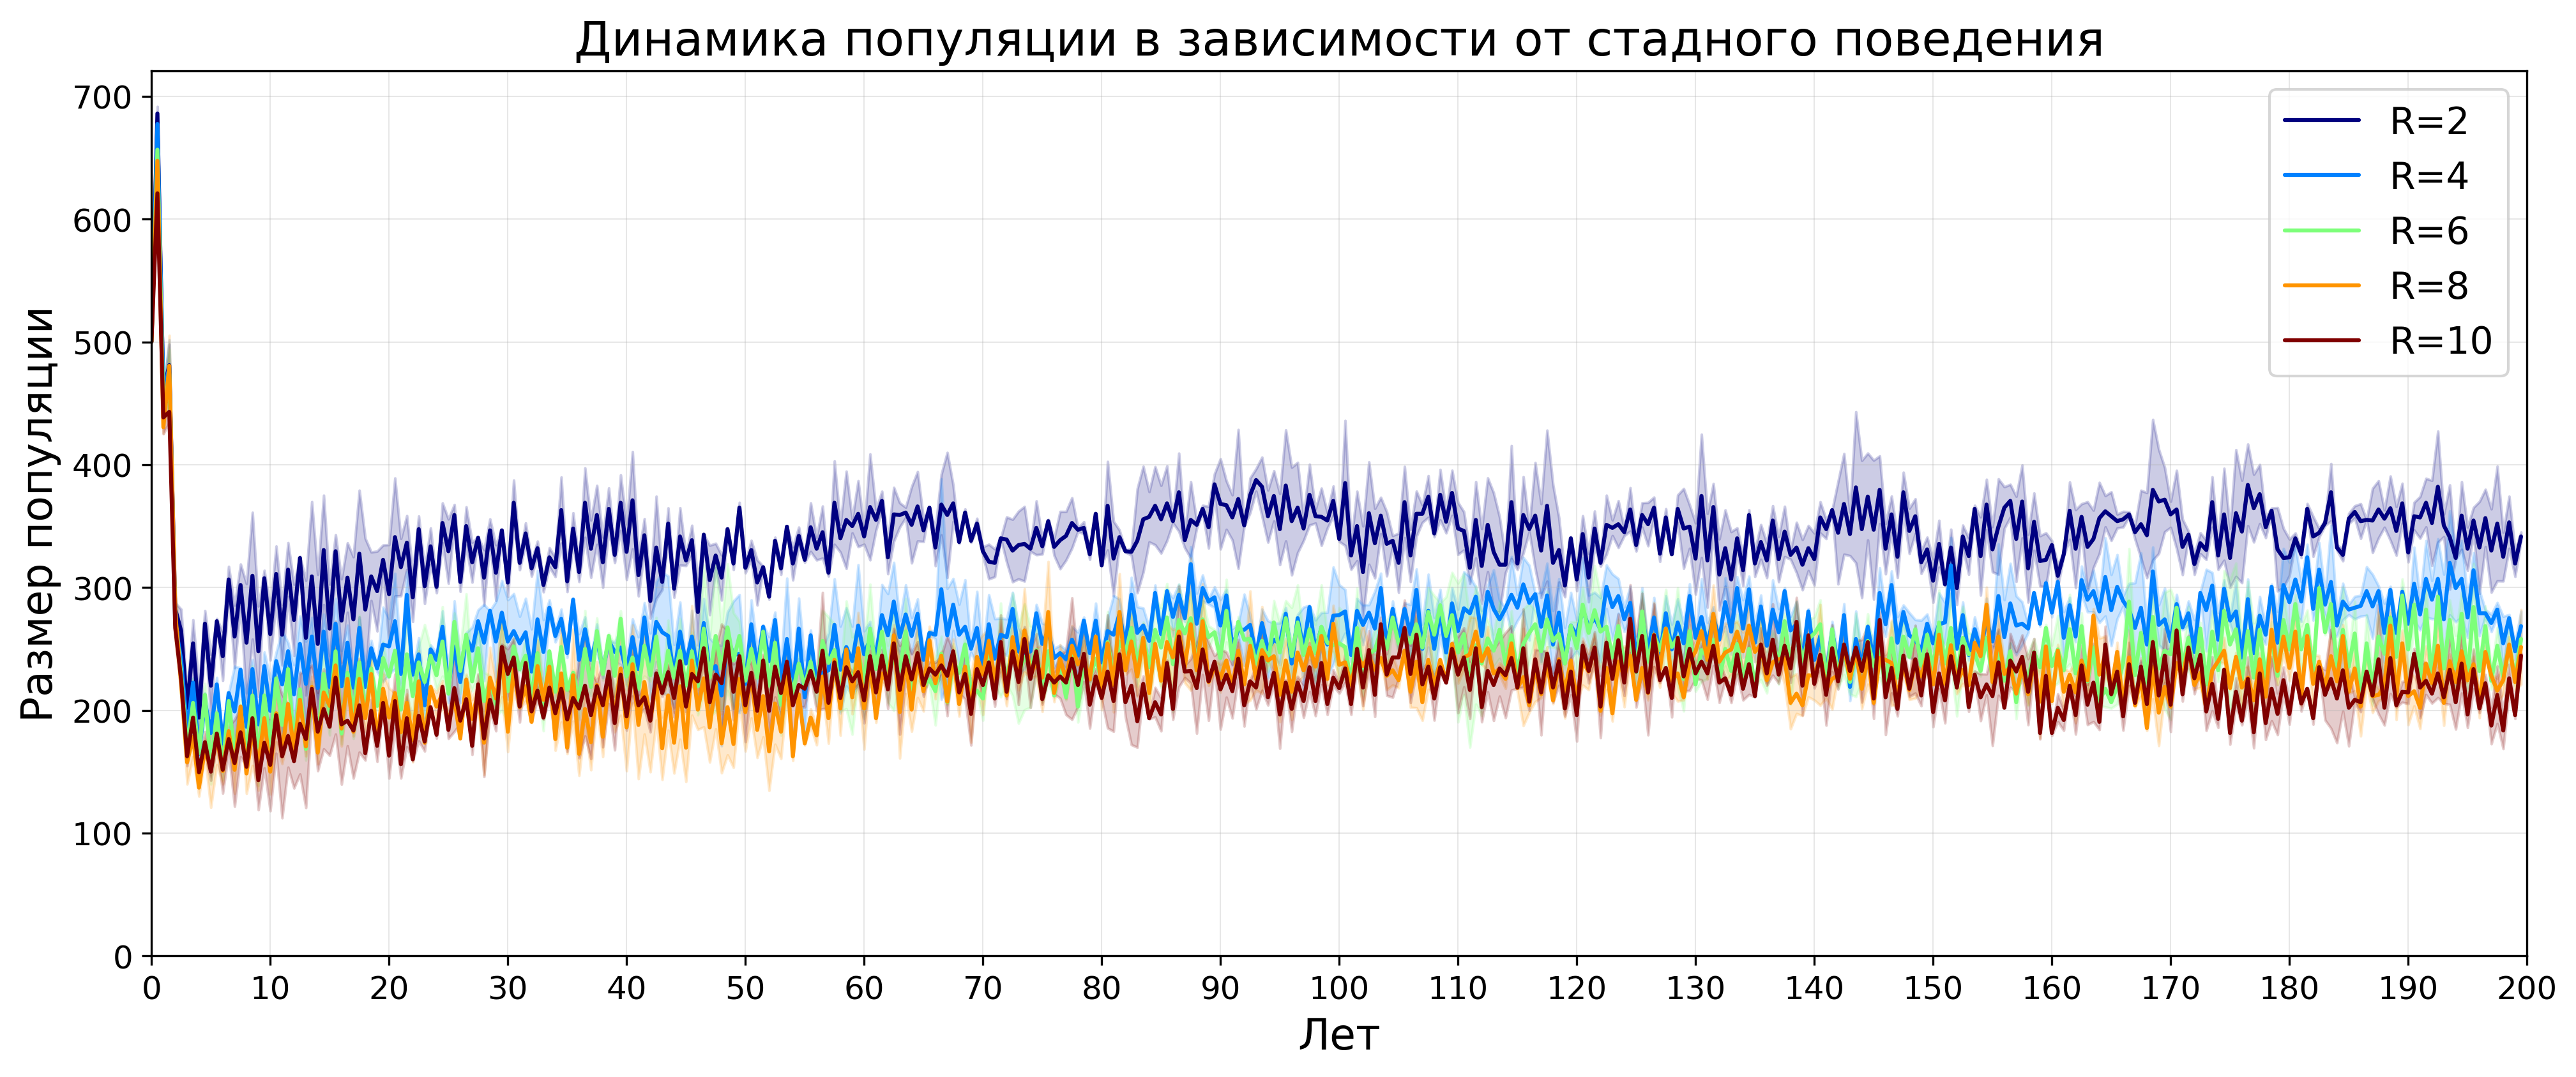 Динамика популяции в зависимости от стадного поведения
Размер популяции
700
600
500
400
300
200
100
0
R=2
R=4
R=6
R=8
R=10
0 10 20 30 40 50 60 70 80 90 100 110 120 130 140 150 160 170 180 190 200
Лет